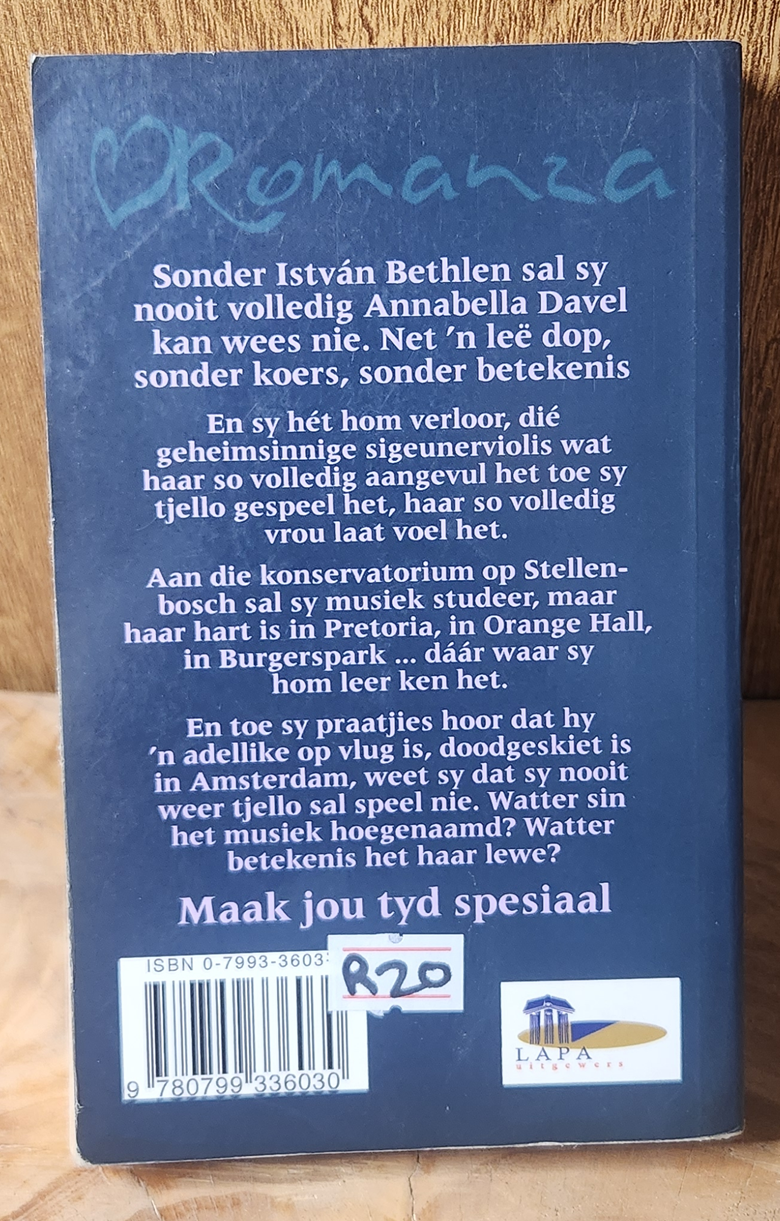 Romanza
Sonder István Bethlen sal sy
nooit volledig Annabella Davel
kan wees nie. Net 'n leë dop,
sonder koers, sonder betekenis
En sy hét hom verloor, dié
geheimsinnige sigeunerviolis wat
haar so volledig aangevul het toe sy
tjello gespeel het, haar so volledig
vrou laat voel het.
Aan die konservatorium op Stellen-
bosch sal sy musiek studeer, maar
haar hart is in Pretoria, in Orange Hall,
in Burgerspark ... dáár waar sy
hom leer ken het.
En toe sy praatjies hoor dat hy
'n adellike op vlug is, doodgeskiet is
in Amsterdam, weet sy dat sy nooit
weer tjello sal speel nie. Watter sin
het musiek hoegenaamd? Watter
betekenis het haar lewe?
Maak jou tyd spesiaal
ISBN 0-7993-3603
R20
9 780799 336030
LAPA
uitgewers